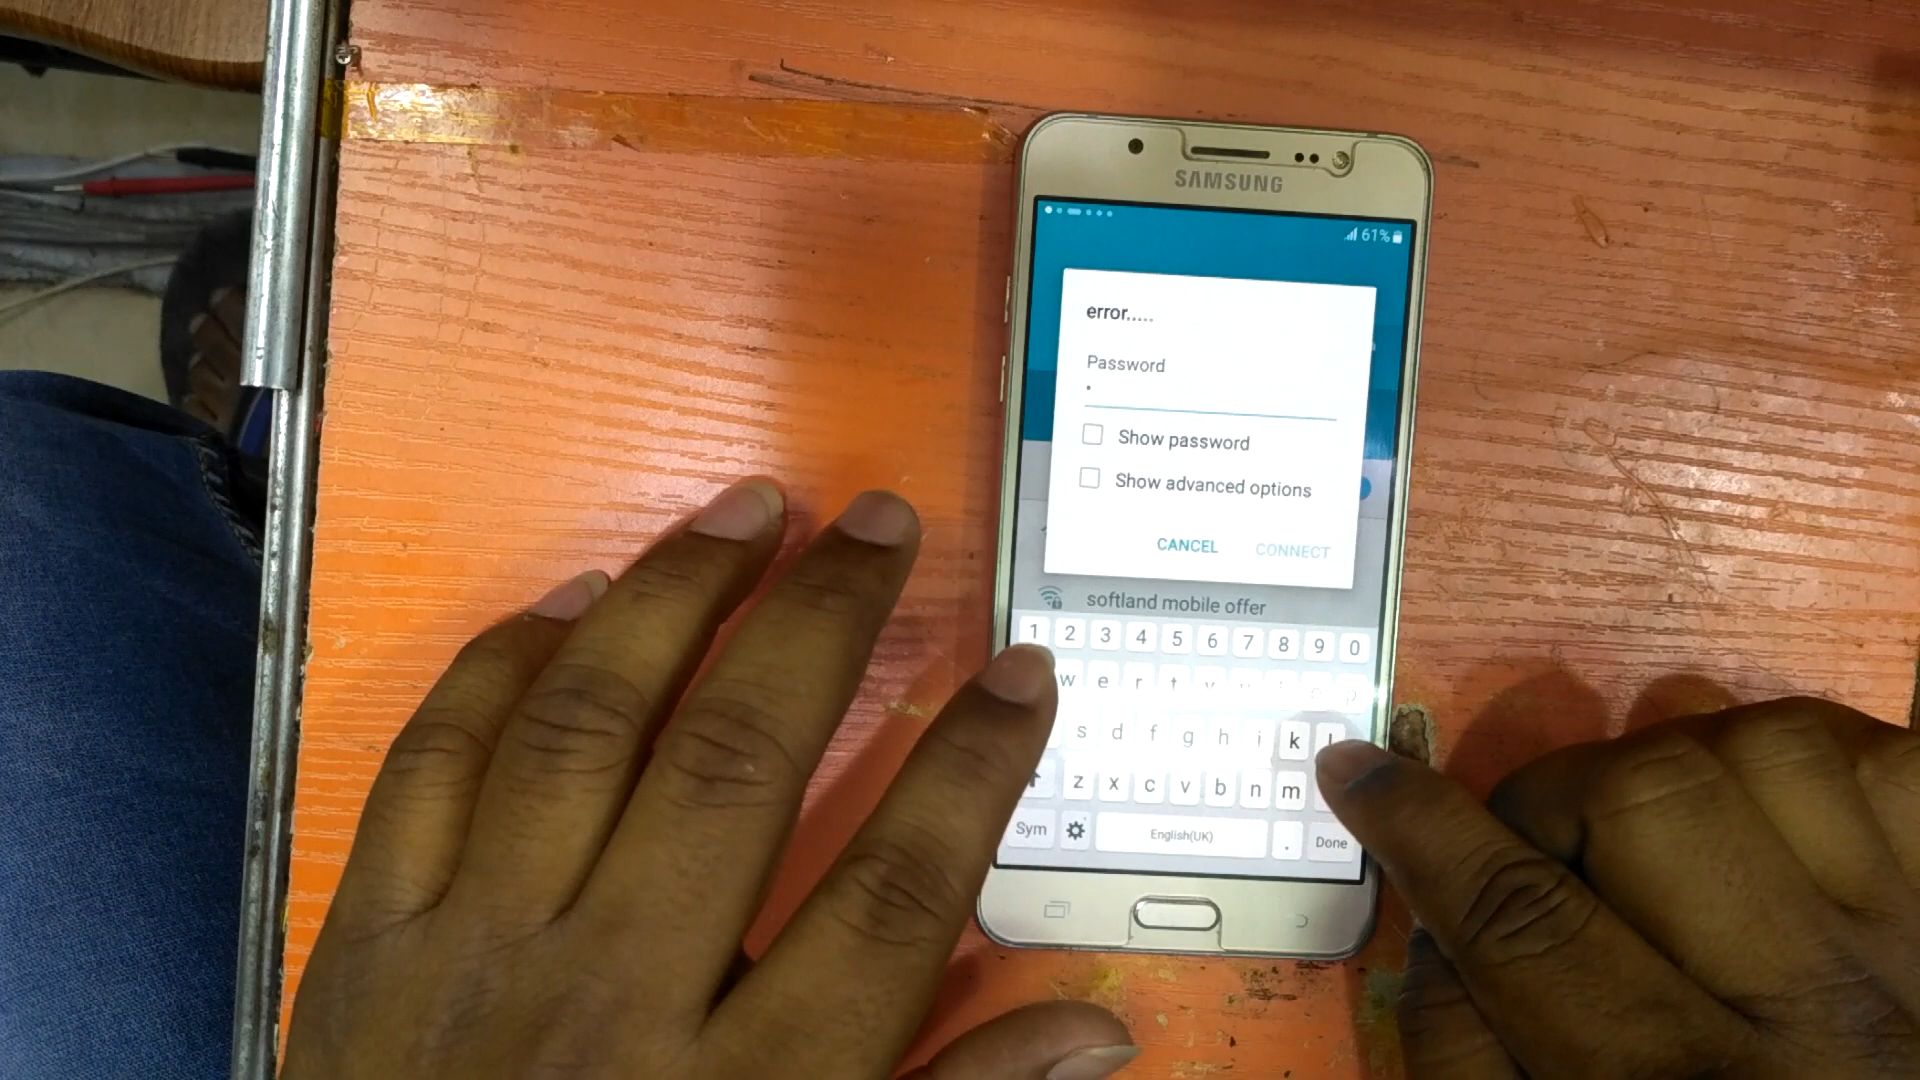 SAMSUNG
61%
error.....
Password
•
Show password
Show advanced options
CANCEL CONNECT
softland mobile offer
1 2 3 4 5 6 7 8 9 0
w e r t y
s d f g h j k l
z x c v b n m
Sym English(UK) . Done